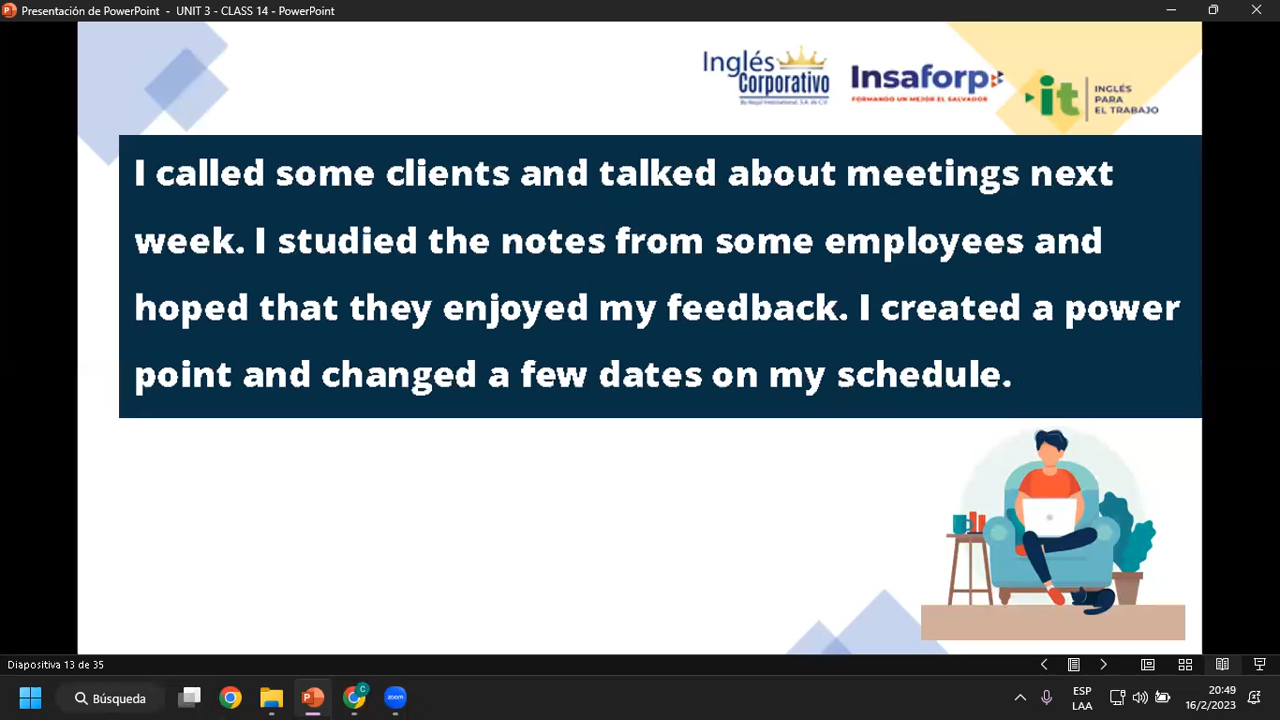 Presentación de PowerPoint - UNIT 3 - CLASS 14 - PowerPoint
Inglés
Corporativo
Insaforp
FORMANDO UN MEJOR EL SALVADOR
it
INGLÉS
PARA
EL TRABAJO
I called some clients and talked about meetings next
week. I studied the notes from some employees and
hoped that they enjoyed my feedback. I created a power
point and changed a few dates on my schedule.
Diapositiva 13 de 35
Búsqueda
C
zoom
ESP
LAA
20:49
16/2/2023